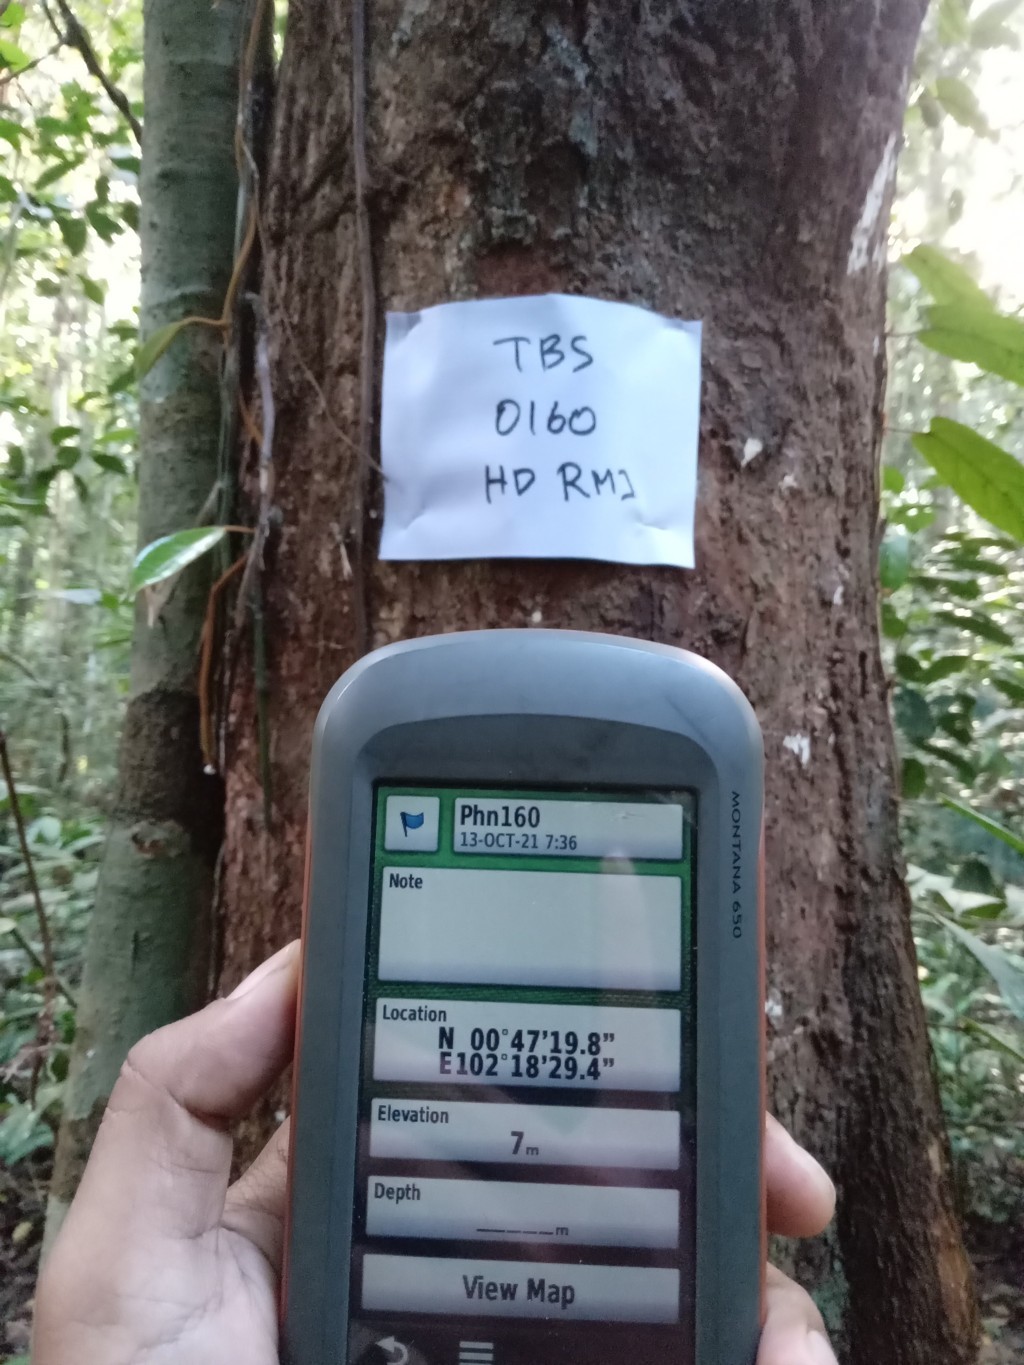 TBS
0160
HD RMJ
MONTANA 650
Phn160
13-OCT-21 7:36
Note
Location
N 00°47'19.8"
E102°18'29.4"
Elevation
7m
Depth
_____m
View Map